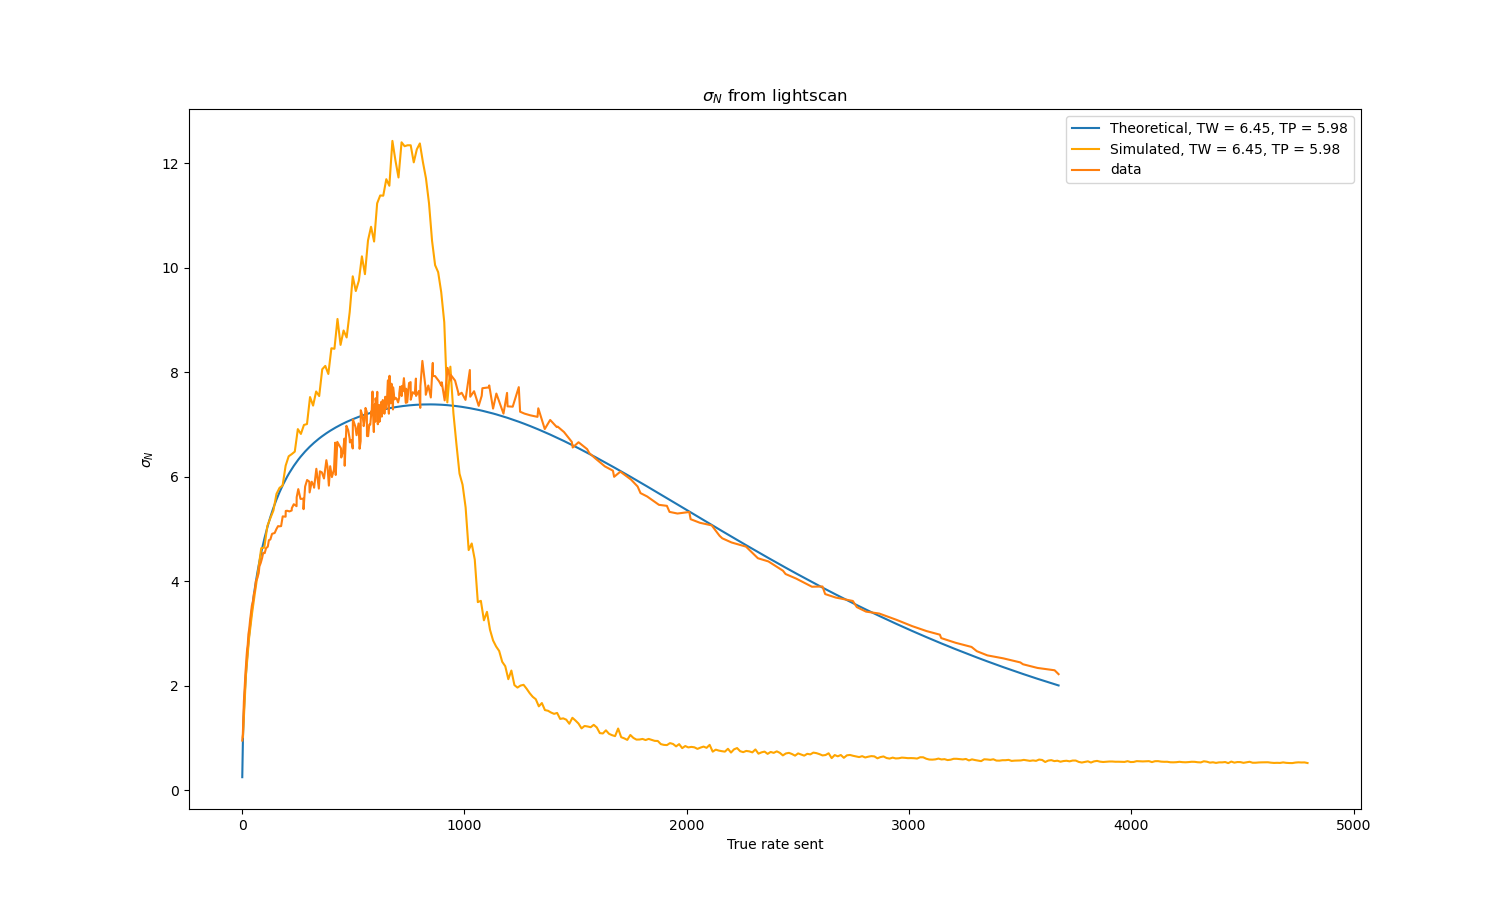 σN from lightscan
Theoretical, TW = 6.45, TP = 5.98
Simulated, TW = 6.45, TP = 5.98
data
12
10
8
6
4
2
0
σN
0 1000 2000 3000 4000 5000
True rate sent